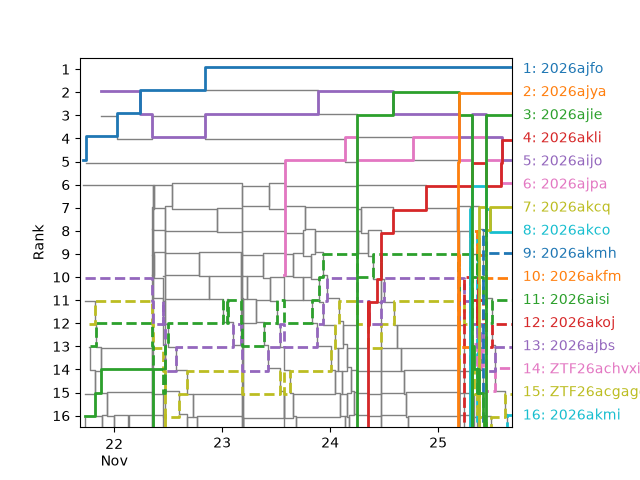 1
2
3
4
5
6
7
8
9
10
11
12
13
14
15
16
Rank
22
23
24
25
Nov
1: 2026ajfo
2: 2026ajya
3: 2026ajie
4: 2026akli
5: 2026aijo
6: 2026ajpa
7: 2026akcq
8: 2026akco
9: 2026akmh
10: 2026akfm
11: 2026aisi
12: 2026akoj
13: 2026ajbs
14: ZTF26achvxi
15: ZTF26acgag
16: 2026akmi